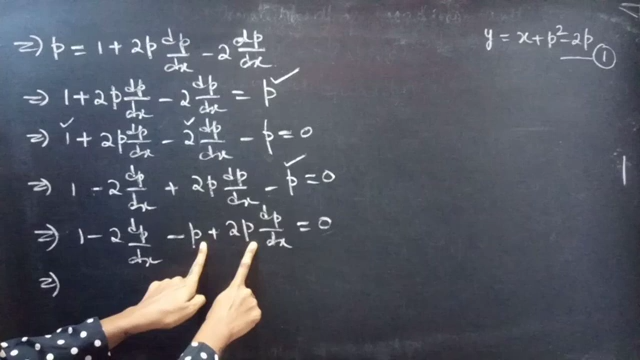 ⇒ p = 1 + 2p dp/dx - 2 dp/dx
y = x + p² - 2p — ①
⇒ 1 + 2p dp/dx - 2 dp/dx = p
⇒ 1 + 2p dp/dx - 2 dp/dx - p = 0
⇒ 1 - 2 dp/dx + 2p dp/dx - p = 0
⇒ 1 - 2 dp/dx - p + 2p dp/dx = 0
⇒